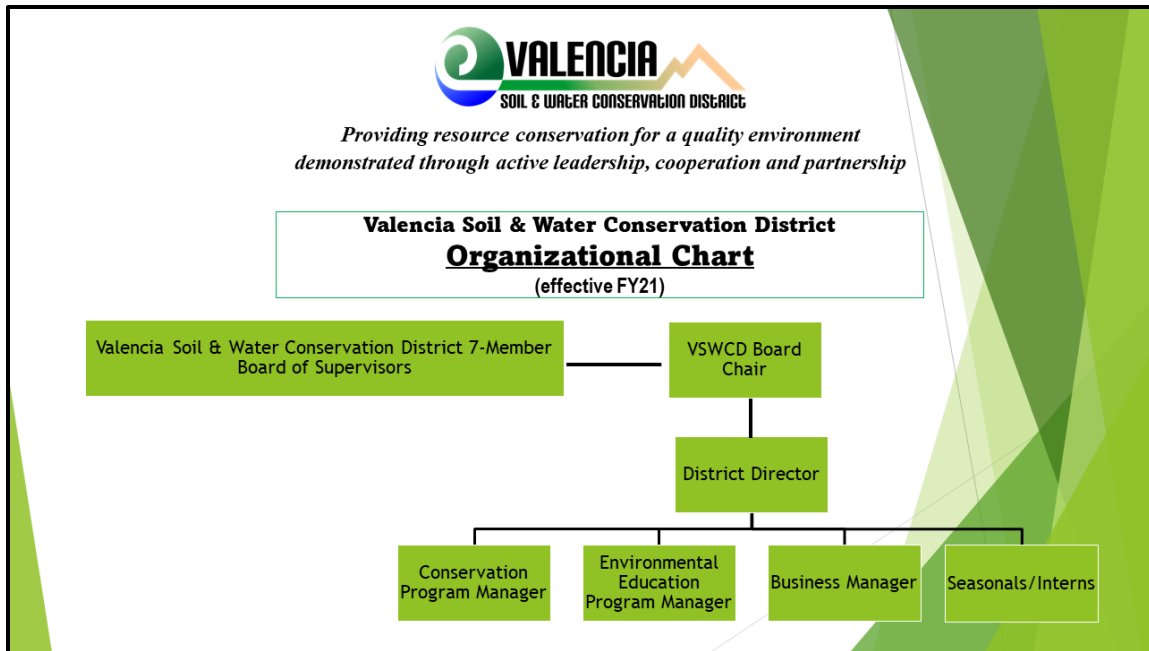 VALENCIA
SOIL & WATER CONSERVATION DISTRICT
Providing resource conservation for a quality environment
demonstrated through active leadership, cooperation and partnership
Valencia Soil & Water Conservation District
Organizational Chart
(effective FY21)
Valencia Soil & Water Conservation District 7-Member
Board of Supervisors
VSWCD Board
Chair
District Director
Conservation
Program Manager
Environmental
Education
Program Manager
Business Manager
Seasonals/Interns